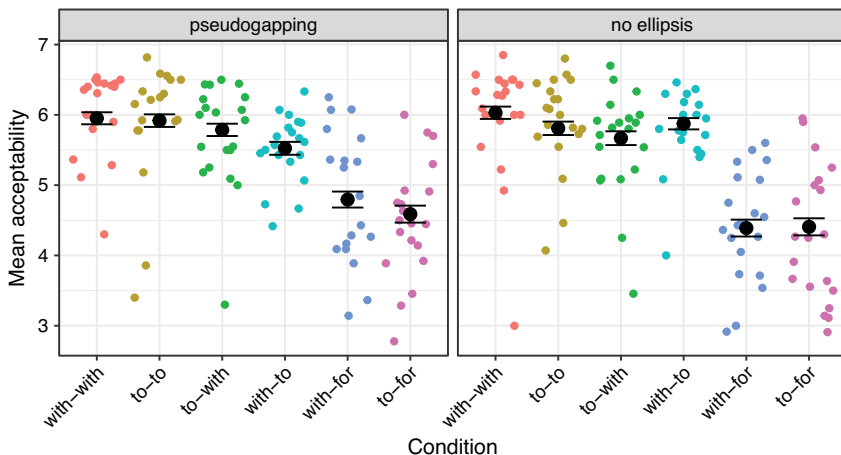 pseudogapping
no ellipsis
Mean acceptability
7
6
5
4
3
with−with
to−to
to−with
with−to
with−for
to−for
with−with
to−to
to−with
with−to
with−for
to−for
Condition